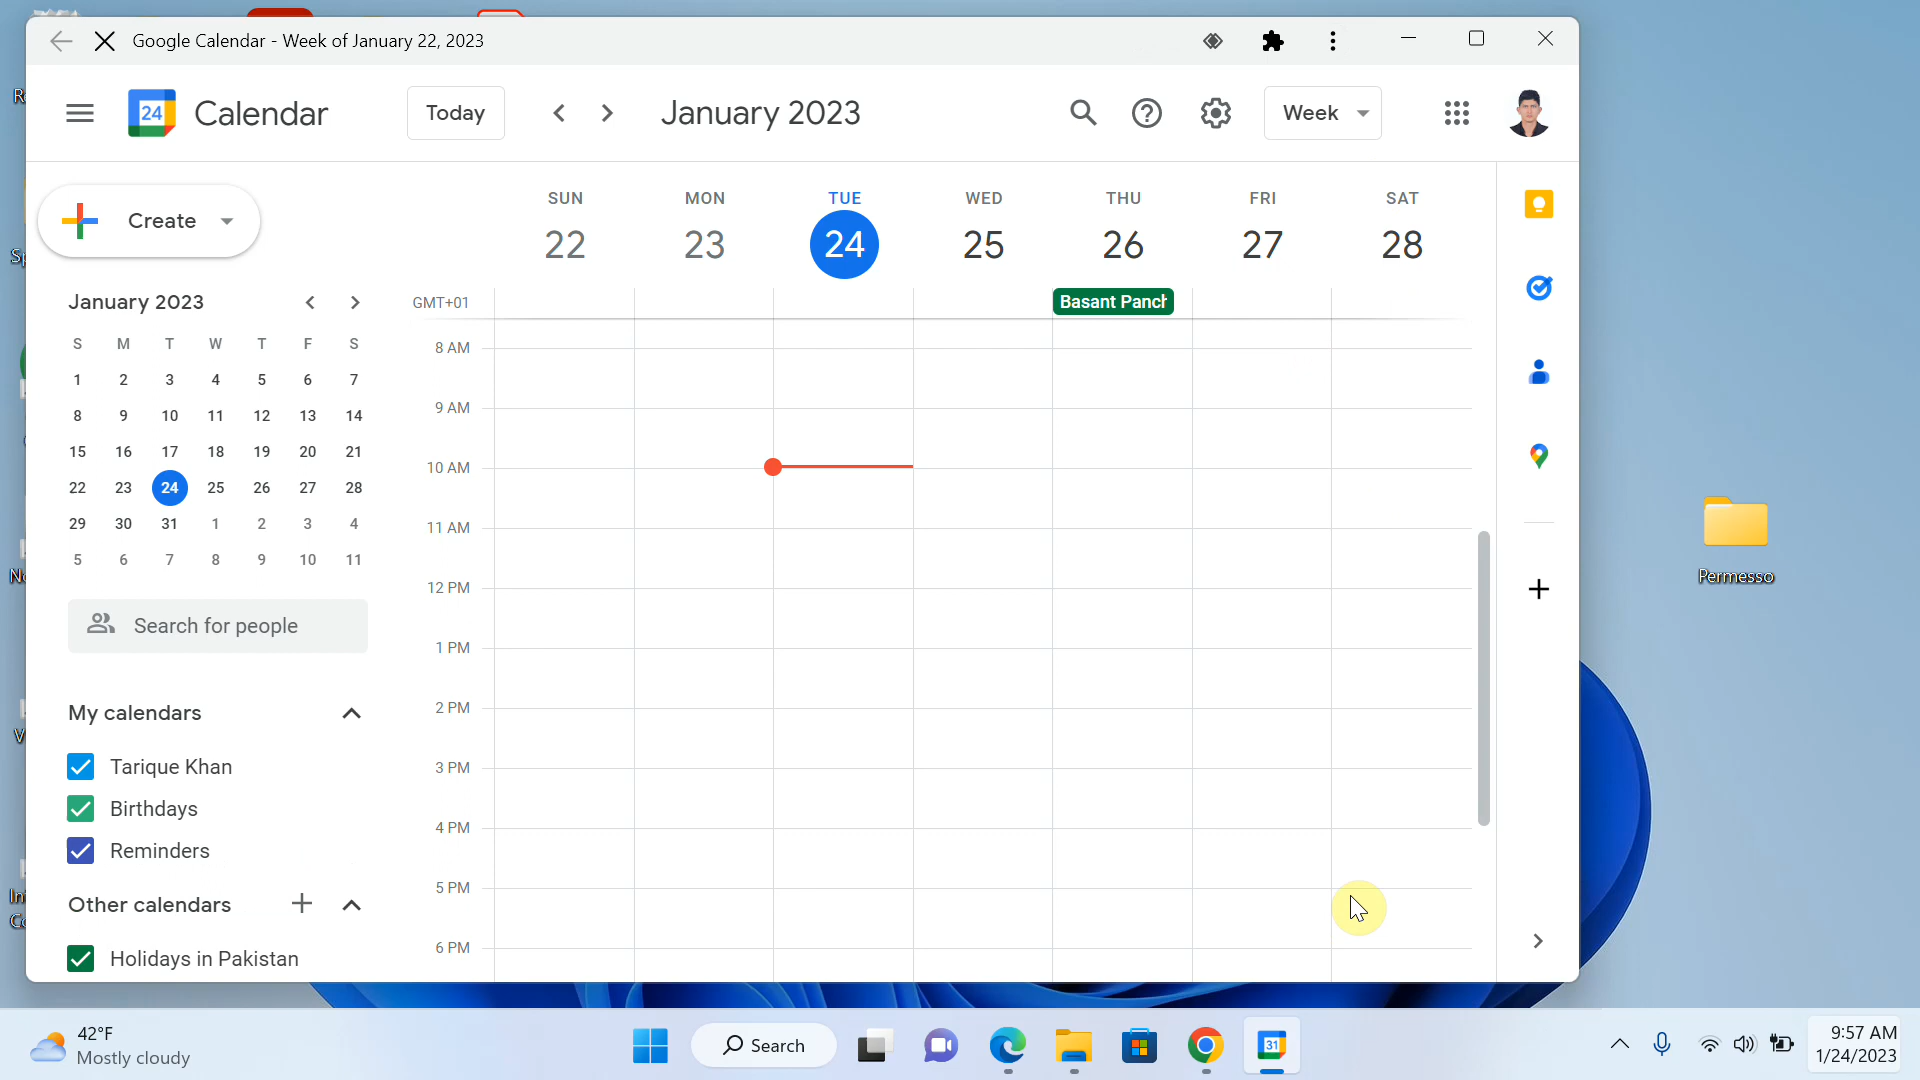 Google Calendar - Week of January 22, 2023
24 Calendar Today January 2023 Week
Create
SUN MON TUE WED THU FRI SAT
22 23 24 25 26 27 28
GMT+01 Basant Panch
January 2023
S M T W T F S
1 2 3 4 5 6 7
8 9 10 11 12 13 14
15 16 17 18 19 20 21
22 23 24 25 26 27 28
29 30 31 1 2 3 4
5 6 7 8 9 10 11
Search for people
My calendars
Tarique Khan
Birthdays
Reminders
Other calendars
Holidays in Pakistan
8 AM
9 AM
10 AM
11 AM
12 PM
1 PM
2 PM
3 PM
4 PM
5 PM
6 PM
Permesso
42°F
Mostly cloudy
Search
31
9:57 AM
1/24/2023